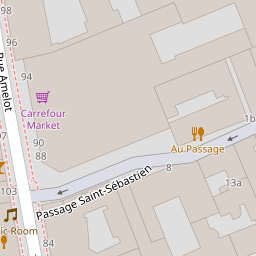 96
Rue Amelot
94
Carrefour
Market
90
88
1b
Au Passage
8
Passage Saint-Sébastien
13a
103
ic Room
84
84